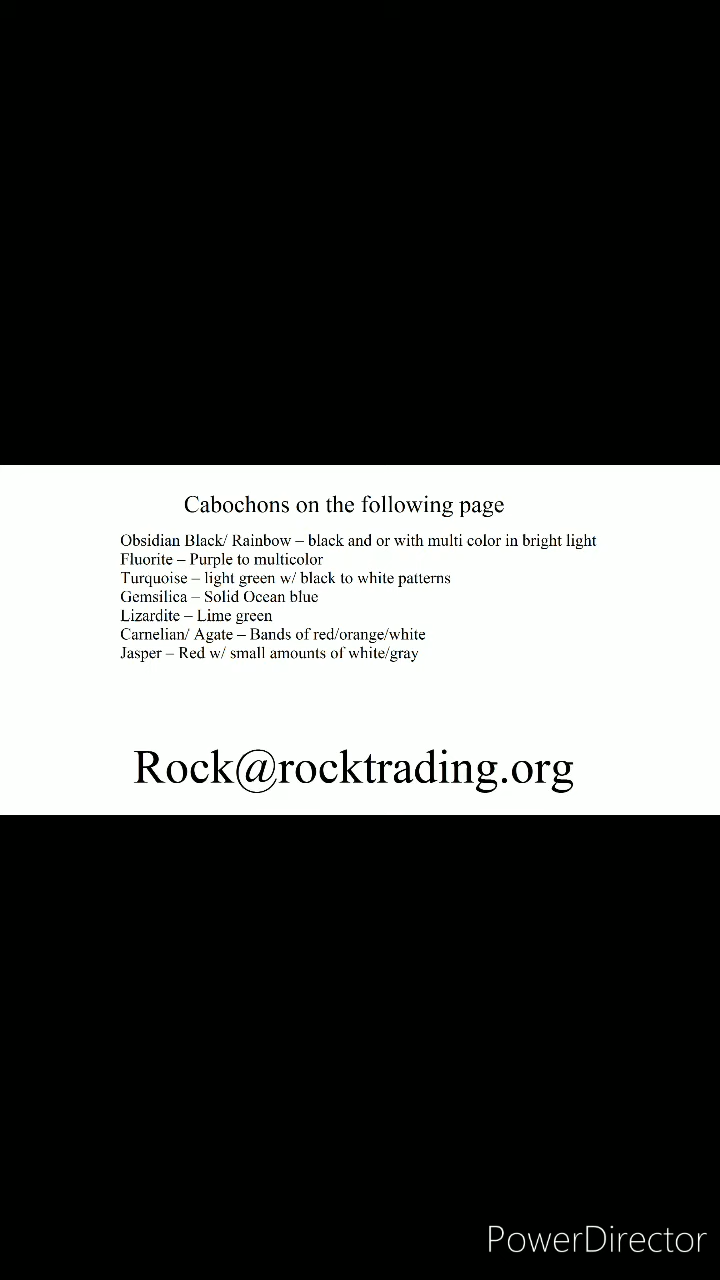 Cabochons on the following page
Obsidian Black/ Rainbow – black and or with multi color in bright light
Fluorite – Purple to multicolor
Turquoise – light green w/ black to white patterns
Gemsilica – Solid Ocean blue
Lizardite – Lime green
Carnelian/ Agate – Bands of red/orange/white
Jasper – Red w/ small amounts of white/gray
Rock@rocktrading.org
PowerDirector